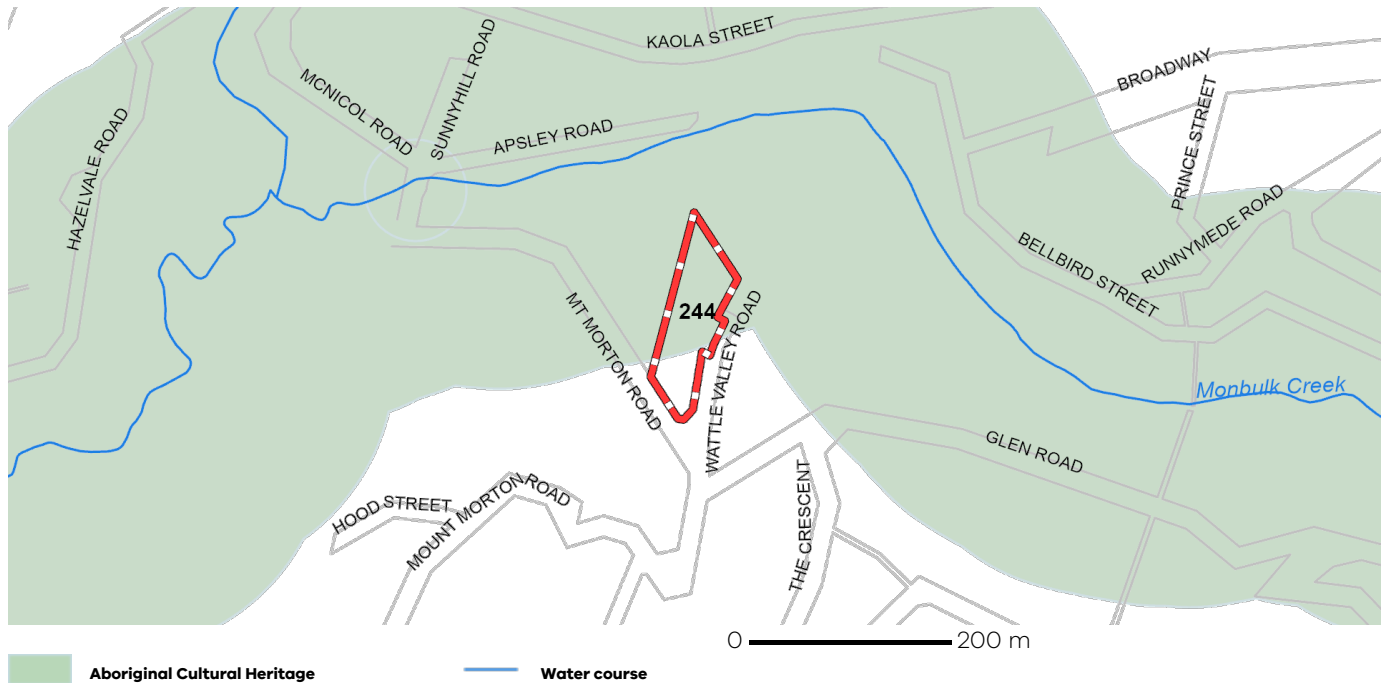 KAOLA STREET
BROADWAY
SUNNYHILL ROAD
MCNICOL ROAD
APSLEY ROAD
PRINCE STREET
HAZELVALE ROAD
RUNNYMEDE ROAD
BELLBIRD STREET
244
MT MORTON ROAD
WATTLE VALLEY ROAD
Monbulk Creek
GLEN ROAD
HOOD STREET
MOUNT MORTON ROAD
THE CRESCENT
0 200 m
Aboriginal Cultural Heritage Water course